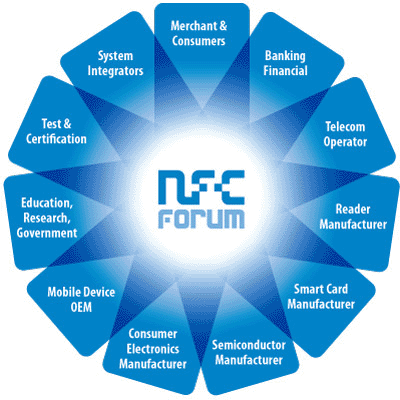 Merchant &
Consumers
Banking
Financial
Telecom
Operator
Reader
Manufacturer
Smart Card
Manufacturer
Semiconductor
Manufacturer
Consumer
Electronics
Manufacturer
Mobile Device
OEM
Education,
Research,
Government
Test &
Certification
System
Integrators
NFC
FORUM